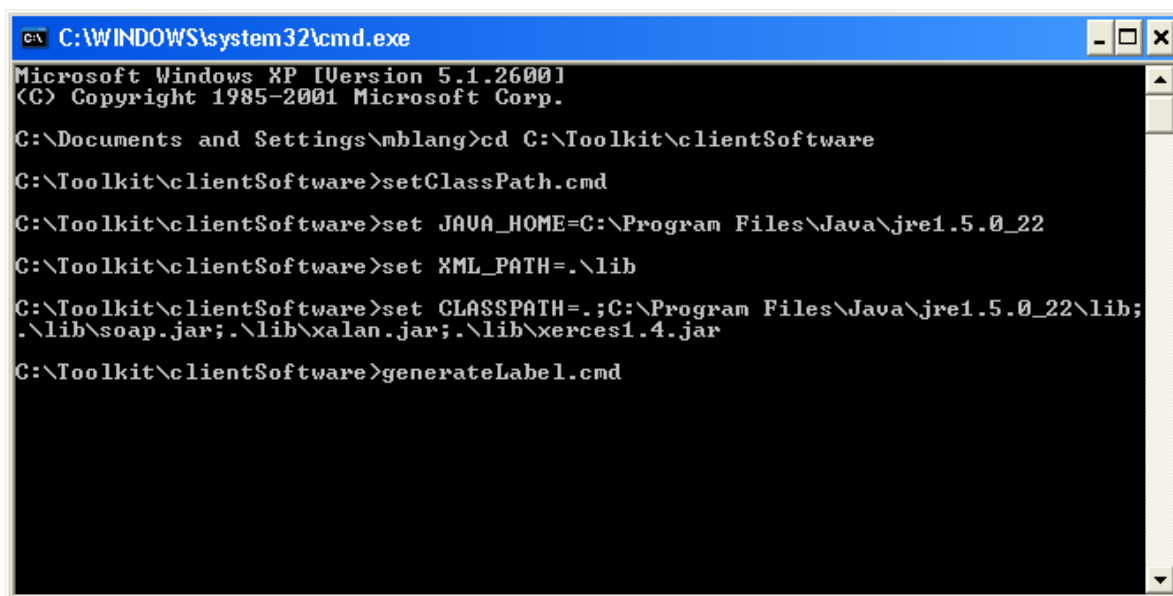 C:\WINDOWS\system32\cmd.exe
Microsoft Windows XP [Version 5.1.2600]
(C) Copyright 1985-2001 Microsoft Corp.
C:\Documents and Settings\mblang>cd C:\Toolkit\clientSoftware
C:\Toolkit\clientSoftware>setClassPath.cmd
C:\Toolkit\clientSoftware>set JAVA_HOME=C:\Program Files\Java\jre1.5.0_22
C:\Toolkit\clientSoftware>set XML_PATH=.\lib
C:\Toolkit\clientSoftware>set CLASSPATH=.;C:\Program Files\Java\jre1.5.0_22\lib;
.\lib\soap.jar;.\lib\xalan.jar;.\lib\xerces1.4.jar
C:\Toolkit\clientSoftware>generateLabel.cmd